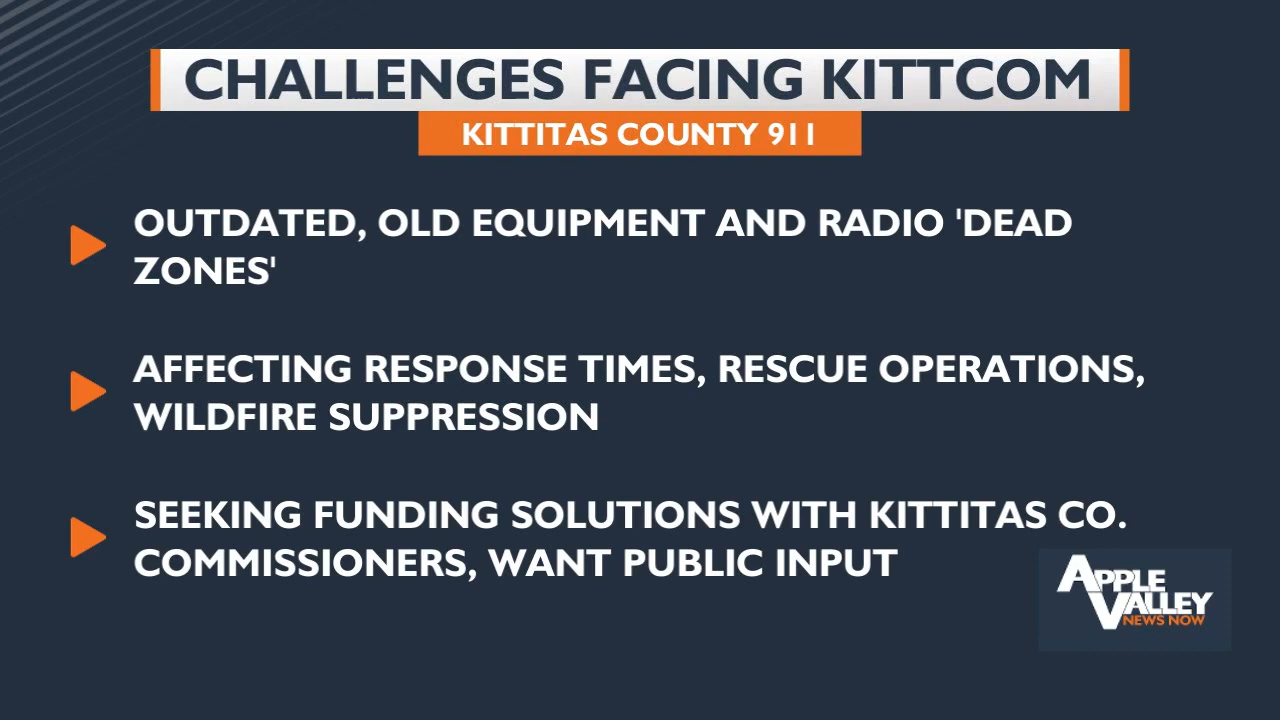 CHALLENGES FACING KITTCOM
KITTITAS COUNTY 911
OUTDATED, OLD EQUIPMENT AND RADIO 'DEAD
ZONES'
AFFECTING RESPONSE TIMES, RESCUE OPERATIONS,
WILDFIRE SUPPRESSION
SEEKING FUNDING SOLUTIONS WITH KITTITAS CO.
COMMISSIONERS, WANT PUBLIC INPUT
APPLE
VALLEY
NEWS NOW